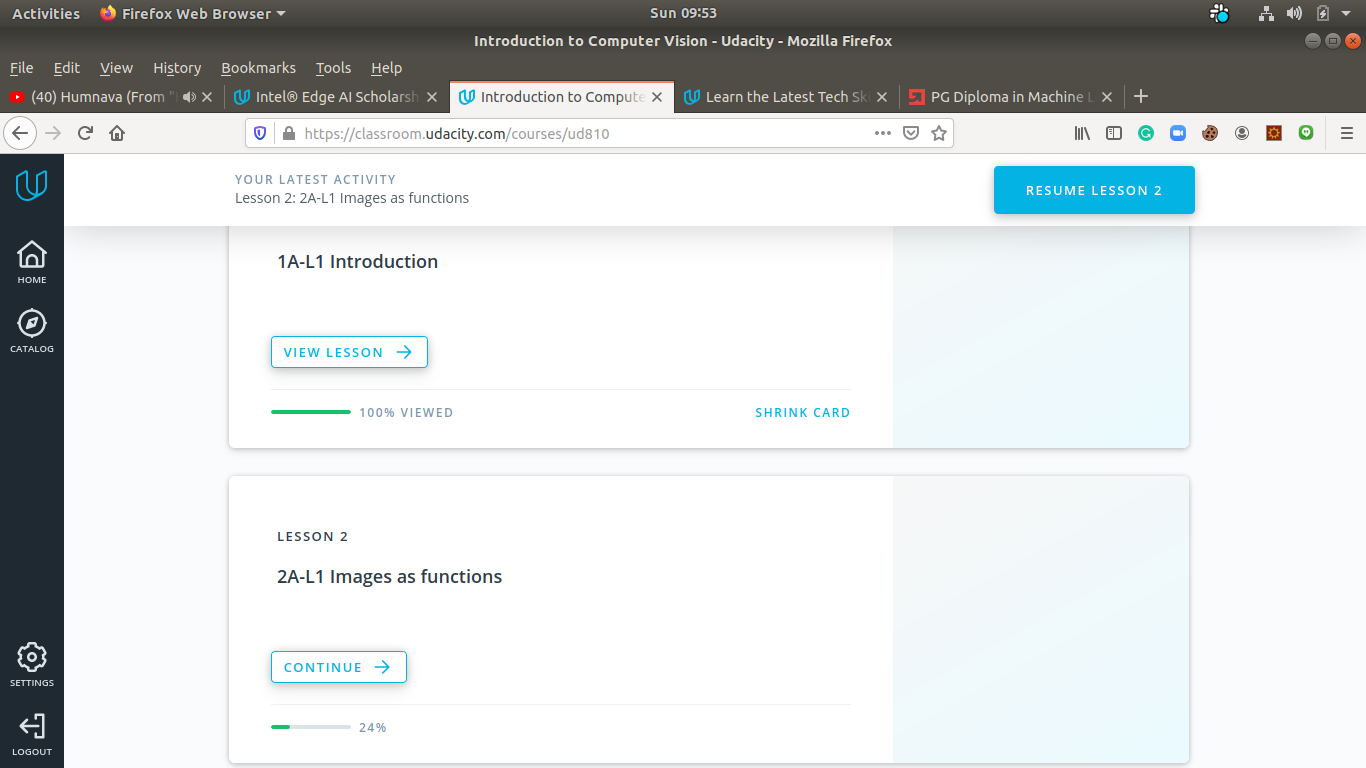 Activities Firefox Web Browser Sun 09:53
Introduction to Computer Vision - Udacity - Mozilla Firefox
File Edit View History Bookmarks Tools Help
(40) Humnava (From " Intel® Edge AI Scholarsh Introduction to Compute Learn the Latest Tech Sk PG Diploma in Machine L
https://classroom.udacity.com/courses/ud810
YOUR LATEST ACTIVITY
Lesson 2: 2A-L1 Images as functions
RESUME LESSON 2
HOME
CATALOG
SETTINGS
LOGOUT
1A-L1 Introduction
VIEW LESSON
100% VIEWED SHRINK CARD
LESSON 2
2A-L1 Images as functions
CONTINUE
24%